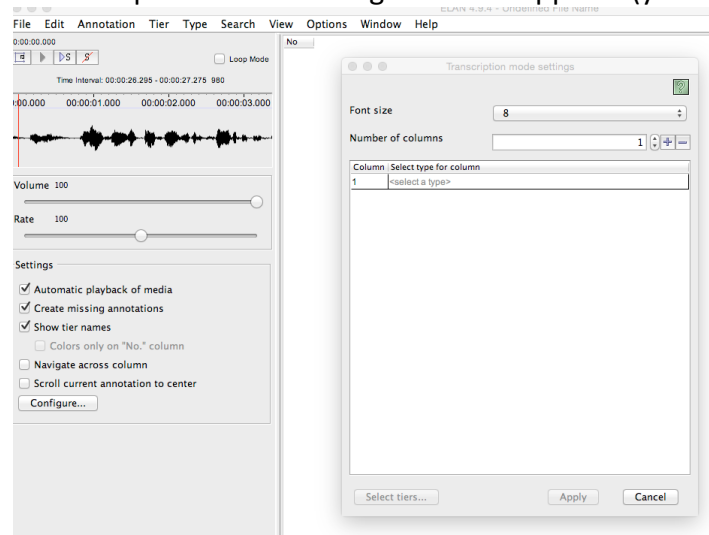 ELAN 4.9.4 - Undefined File Name
File Edit Annotation Tier Type Search View Options Window Help
0:00:00.000
No
S
Loop Mode
Time Interval: 00:00:26.295 - 00:00:27.275 980
00:00:01.000 00:00:02.000 00:00:03.000
Volume 100
Rate 100
Settings
Automatic playback of media
Create missing annotations
Show tier names
Colors only on "No." column
Navigate across column
Scroll current annotation to center
Configure...
Transcription mode settings
?
Font size 8
Number of columns 1
Column Select type for column
1 <select a type>
Select tiers... Apply Cancel